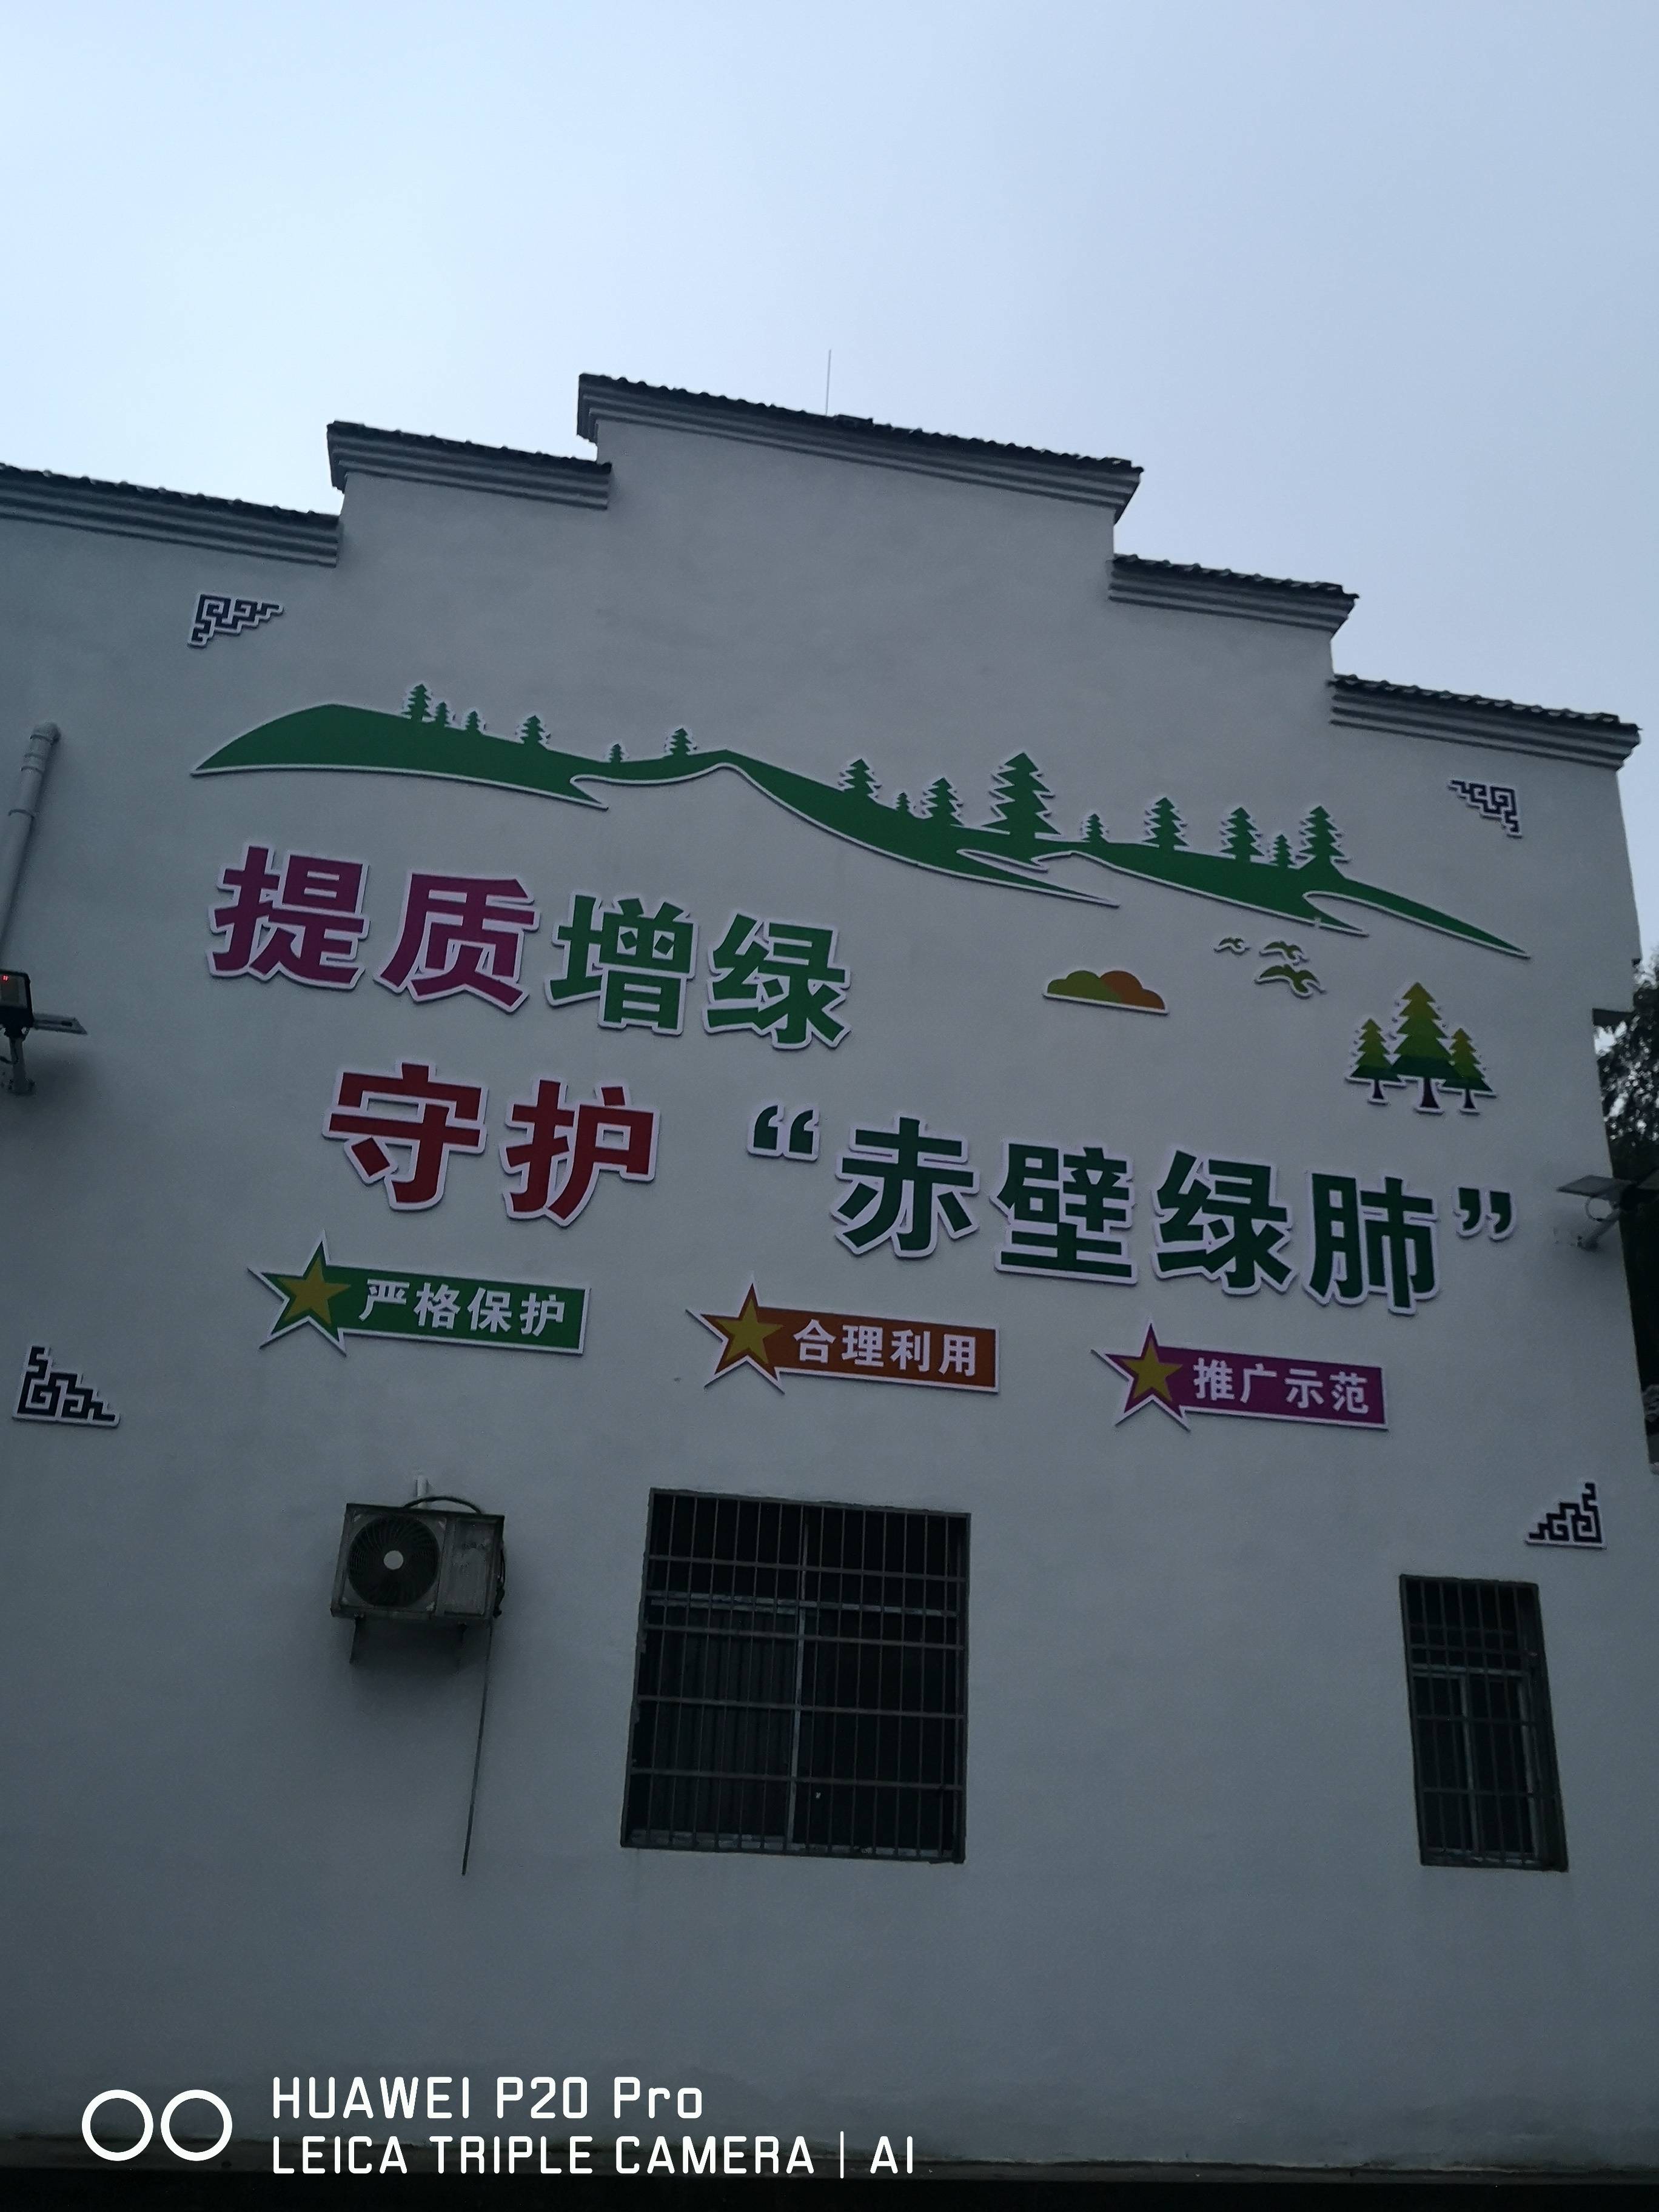 提质增绿
守护“赤壁绿肺”
严格保护 合理利用 推广示范
HUAWEI P20 Pro
LEICA TRIPLE CAMERA | AI